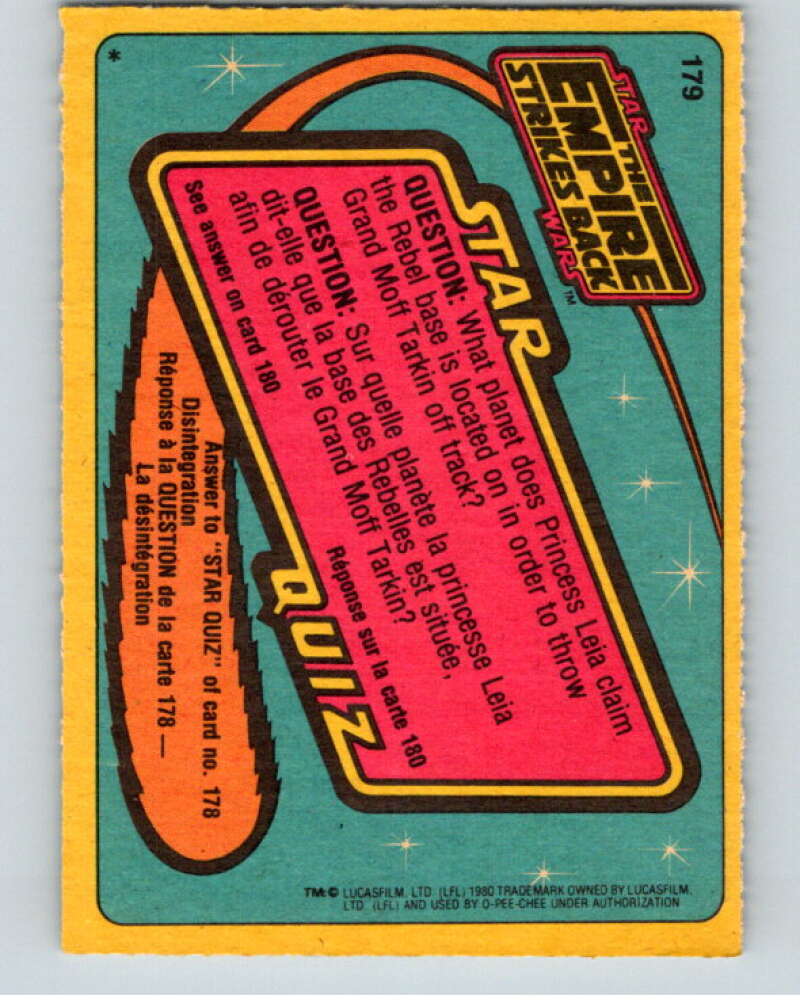 179
STAR
THE
EMPIRE
STRIKES BACK
WARS™
STAR
QUESTION: What planet does Princess Leia claim
the Rebel base is located on in order to throw
Grand Moff Tarkin off track?
QUESTION: Sur quelle planète la princesse Leia
dit-elle que la base des Rebelles est située,
afin de dérouter le Grand Moff Tarkin?
See answer on card 180
Réponse sur la carte 180
QUIZ
Answer to "STAR QUIZ" of card no. 178
Disintegration
Réponse à la QUESTION de la carte 178—
La désintégration
*
TM:© LUCASFILM, LTD. (LFL) 1980 TRADEMARK OWNED BY LUCASFILM,
LTD. (LFL) AND USED BY O-PEE-CHEE UNDER AUTHORIZATION